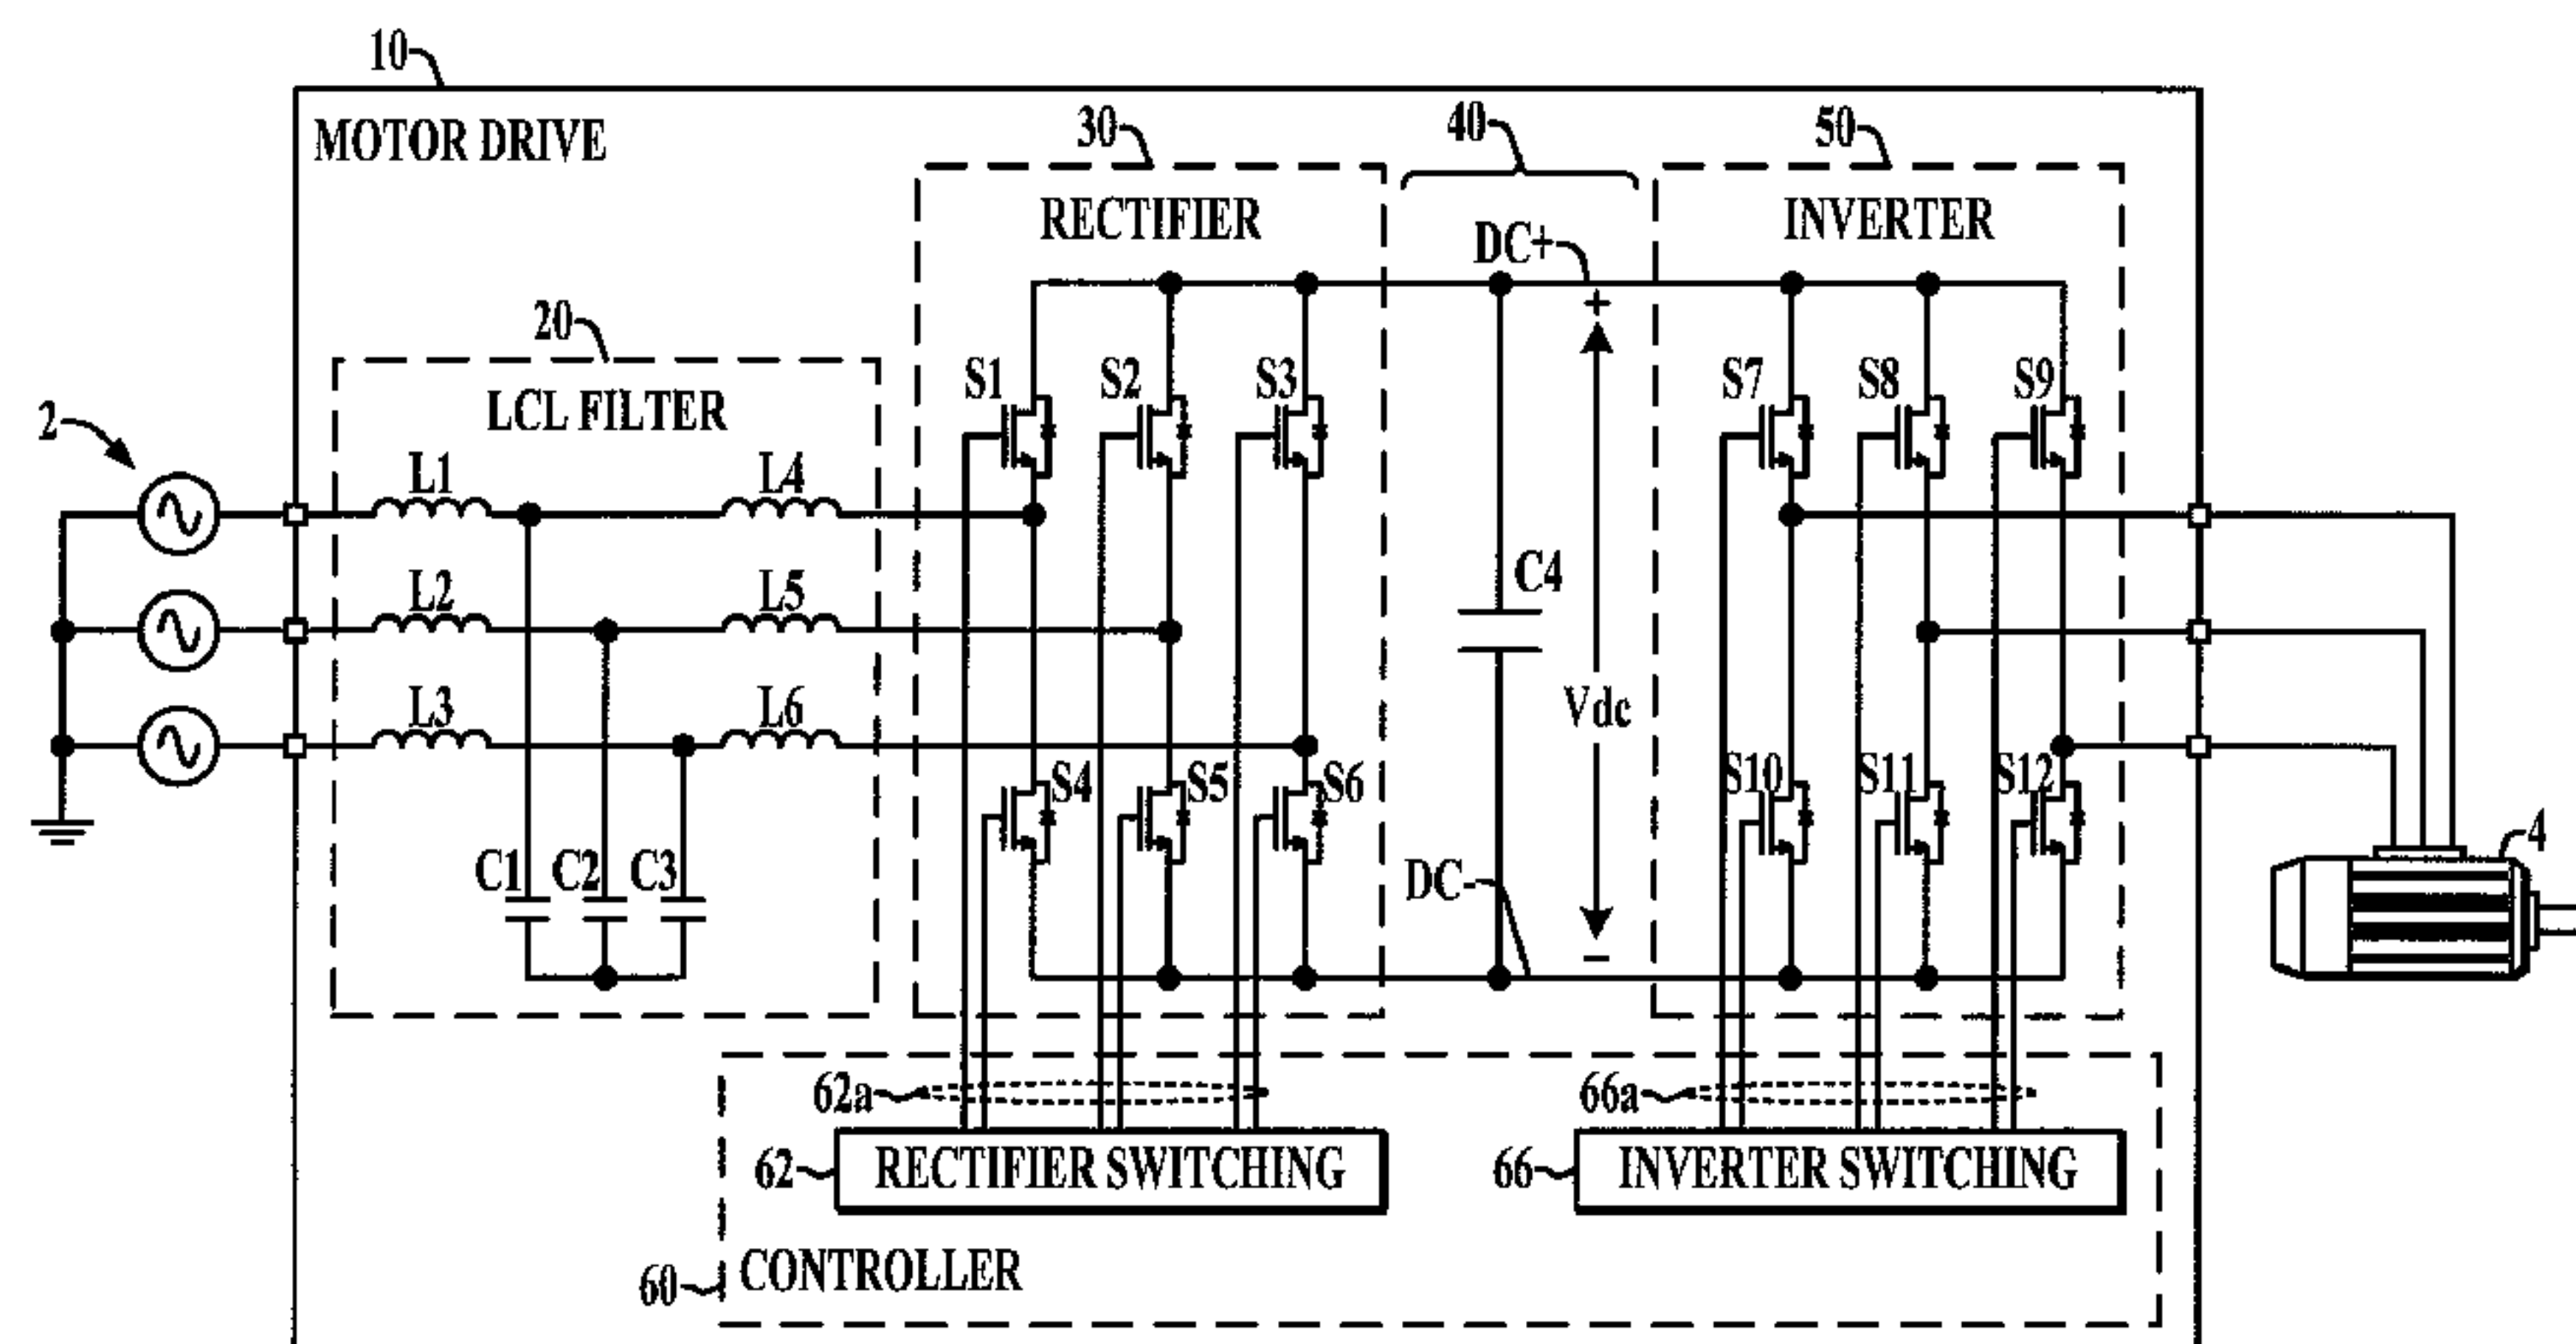 10
MOTOR DRIVE
30
40
50
RECTIFIER
DC+
INVERTER
+
20
LCL FILTER
S1
S2
S3
S7
S8
S9
2
L1
L4
L2
L5
C4
L3
L6
Vdc
S4
S5
S6
S10
S11
S12
4
C1
C2
C3
DC-
−
62a
66a
62
RECTIFIER SWITCHING
66
INVERTER SWITCHING
60
CONTROLLER